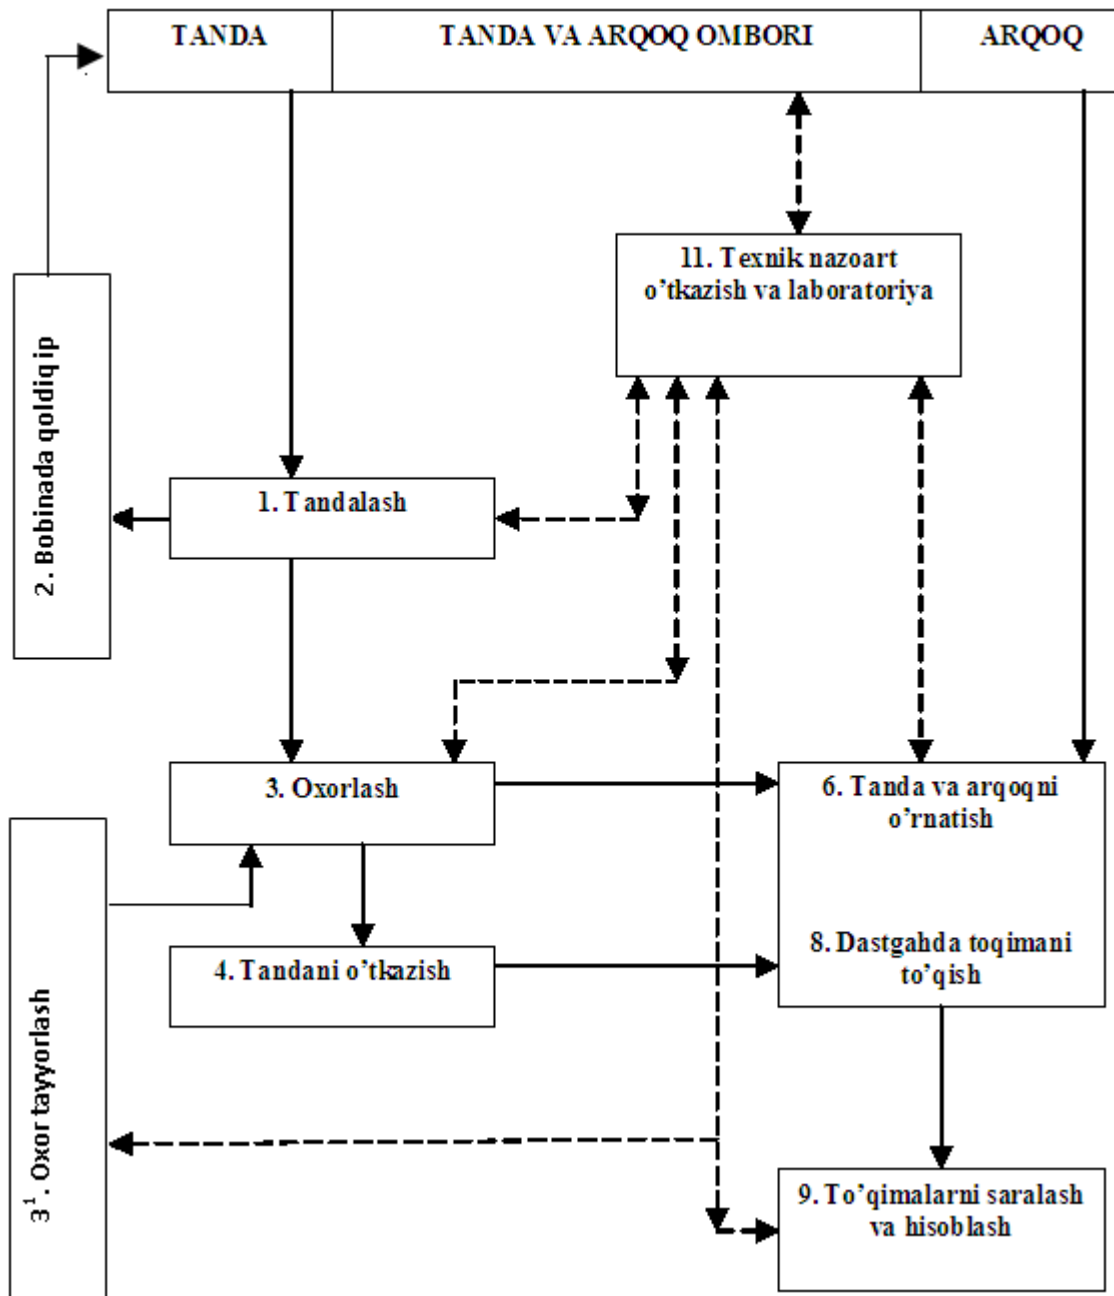 TANDA
TANDA VA ARQOQ OMBORI
ARQOQ
11. Texnik nazoart
o’tkazish va laboratoriya
2. Bobinada qoldiq ip
1. Tandalash
3. Oxorlash
6. Tanda va arqoqni
o’rnatish
8. Dastgahda toqimani
to’qish
4. Tandani o’tkazish
3¹. Oxor tayyorlash
9. To’qimalarni saralash
va hisoblash